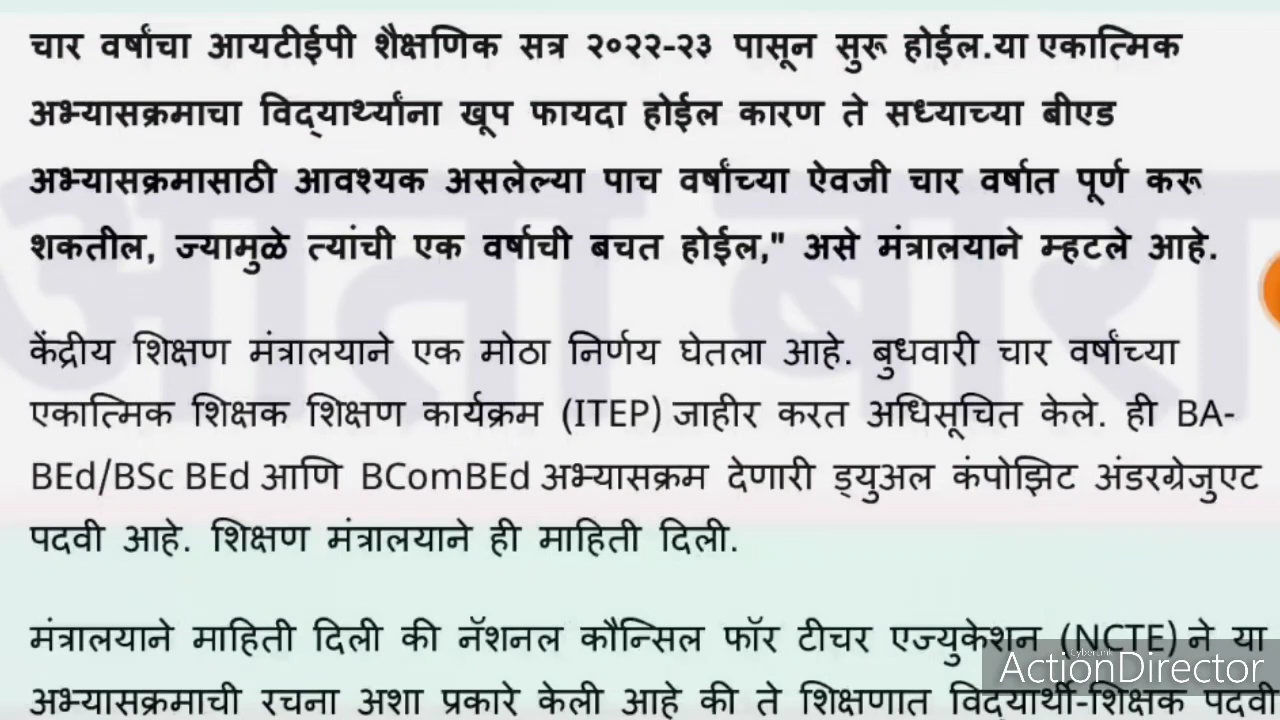 चार वर्षांचा आयटीईपी शैक्षणिक सत्र २०२२-२३ पासून सुरू होईल.या एकात्मिक
अभ्यासक्रमाचा विद्यार्थ्यांना खूप फायदा होईल कारण ते सध्याच्या बीएड
अभ्यासक्रमासाठी आवश्यक असलेल्या पाच वर्षांच्या ऐवजी चार वर्षात पूर्ण करू
शकतील, ज्यामुळे त्यांची एक वर्षाची बचत होईल," असे मंत्रालयाने म्हटले आहे.
केंद्रीय शिक्षण मंत्रालयाने एक मोठा निर्णय घेतला आहे. बुधवारी चार वर्षांच्या
एकात्मिक शिक्षक शिक्षण कार्यक्रम (ITEP) जाहीर करत अधिसूचित केले. ही BA-
BEd/BSc BEd आणि BComBEd अभ्यासक्रम देणारी ड्युअल कंपोझिट अंडरग्रेजुएट
पदवी आहे. शिक्षण मंत्रालयाने ही माहिती दिली.
मंत्रालयाने माहिती दिली की नॅशनल कौन्सिल फॉर टीचर एज्युकेशन (NCTE) ने या
CyberLink
ActionDirector
अभ्यासक्रमाची रचना अशा प्रकारे केली आहे की ते शिक्षणात विद्यार्थी-शिक्षक पदवी
आता बारा